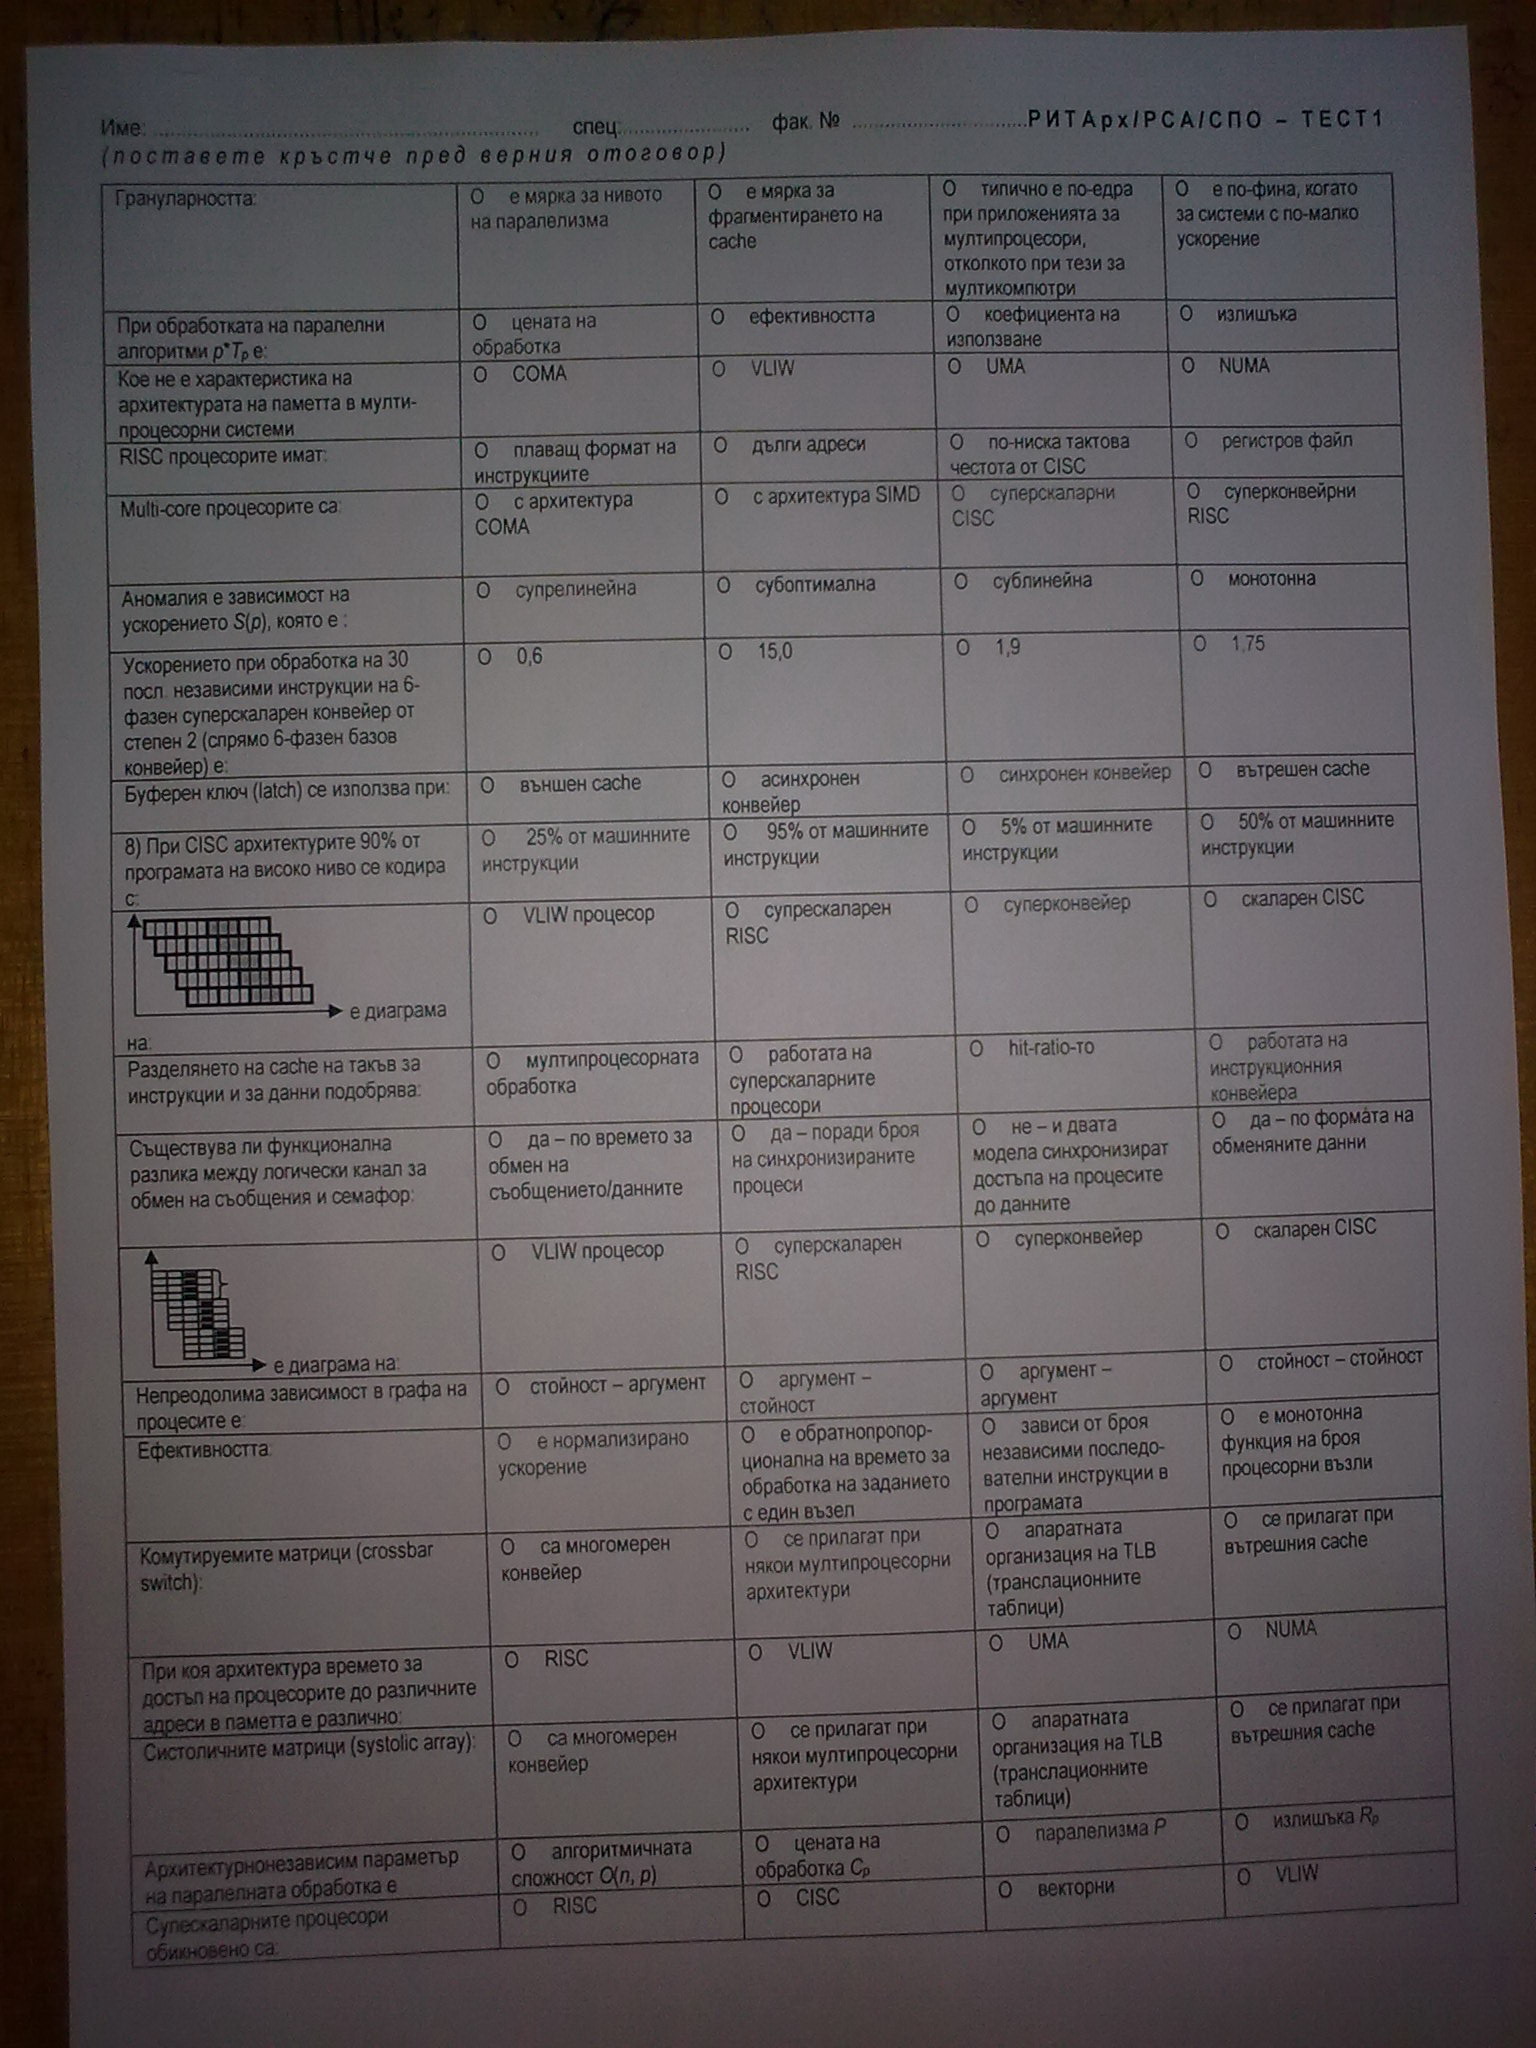 Име: ........................................ спец:................... фак. № ..........................РИТАрх/РСА/СПО – ТЕСТ1
(поставете кръстче пред верния отоговор)
Грануларността:
О е мярка за нивото
на паралелизма
О е мярка за
фрагментирането на
cache
О типично е по-едра
при приложенията за
мултипроцесори,
отколкото при тези за
мултикомпютри
О е по-фина, когато
за системи с по-малко
ускорение
При обработката на паралелни
алгоритми p*Tp е:
О цената на
обработка
О ефективността
О коефициента на
използване
О излишъка
Кое не е характеристика на
архитектурата на паметта в мулти-
процесорни системи
О COMA
О VLIW
О UMA
О NUMA
RISC процесорите имат:
О плаващ формат на
инструкциите
О дълги адреси
О по-ниска тактова
честота от CISC
О регистров файл
Multi-core процесорите са:
О с архитектура
COMA
О с архитектура SIMD
О суперскаларни
CISC
О суперконвейрни
RISC
Аномалия е зависимост на
ускорението S(p), която е :
О супрелинейна
О субоптимална
О сублинейна
О монотонна
Ускорението при обработка на 30
посл. независими инструкции на 6-
фазен суперскаларен конвейер от
степен 2 (спрямо 6-фазен базов
конвейер) е:
О 0,6
О 15,0
О 1,9
О 1,75
Буферен ключ (latch) се използва при:
О външен cache
О асинхронен
конвейер
О синхронен конвейер
О вътрешен cache
8) При CISC архитектурите 90% от
програмата на високо ниво се кодира
с:
О 25% от машинните
инструкции
О 95% от машинните
инструкции
О 5% от машинните
инструкции
О 50% от машинните
инструкции
е диаграма
на:
О VLIW процесор
О супрескаларен
RISC
О суперконвейер
О скаларен CISC
Разделянето на cache на такъв за
инструкции и за данни подобрява:
О мултипроцесорната
обработка
О работата на
суперскаларните
процесори
О hit-ratio-то
О работата на
инструкционния
конвейера
Съществува ли функционална
разлика между логически канал за
обмен на съобщения и семафор:
О да – по времето за
обмен на
съобщението/данните
О да – поради броя
на синхронизираните
процеси
О не – и двата
модела синхронизират
достъпа на процесите
до данните
О да – по формата на
обменяните данни
е диаграма на:
О VLIW процесор
О суперскаларен
RISC
О суперконвейер
О скаларен CISC
Непреодолима зависимост в графа на
процесите е:
О стойност – аргумент
О аргумент –
стойност
О аргумент –
аргумент
О стойност – стойност
Ефективността:
О е нормализирано
ускорение
О е обратнопропор-
ционална на времето за
обработка на заданието
с един възел
О зависи от броя
независими последо-
вателни инструкции в
програмата
О е монотонна
функция на броя
процесорни възли
Комутируемите матрици (crossbar
switch):
О са многомерен
конвейер
О се прилагат при
някои мултипроцесорни
архитектури
О апаратната
организация на TLB
(транслационните
таблици)
О се прилагат при
вътрешния cache
При коя архитектура времето за
достъп на процесорите до различните
адреси в паметта е различно:
О RISC
О VLIW
О UMA
О NUMA
Систоличните матрици (systolic array):
О са многомерен
конвейер
О се прилагат при
някои мултипроцесорни
архитектури
О апаратната
организация на TLB
(транслационните
таблици)
О се прилагат при
вътрешния cache
Архитектурнонезависим параметър
на паралелната обработка е
О алгоритмичната
сложност O(n, p)
О цената на
обработка Cp
О паралелизма P
О излишъка Rp
Супескаларните процесори
обикновено са:
О RISC
О CISC
О векторни
О VLIW